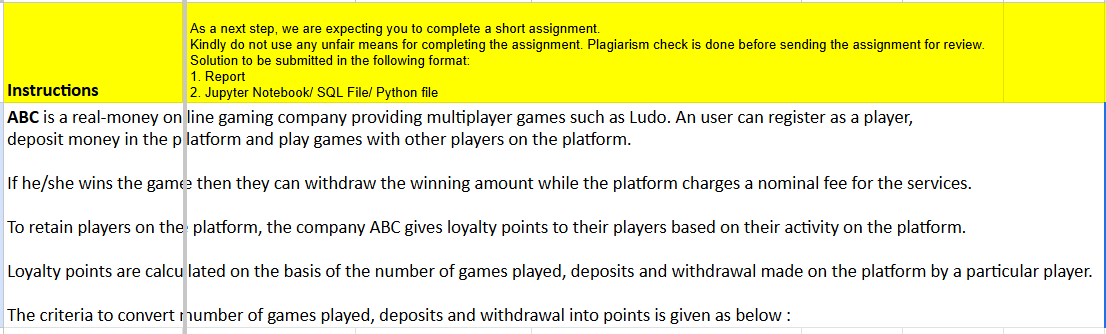 As a next step, we are expecting you to complete a short assignment.
Kindly do not use any unfair means for completing the assignment. Plagiarism check is done before sending the assignment for review.
Solution to be submitted in the following format:
1. Report
Instructions
2. Jupyter Notebook/ SQL File/ Python file
ABC is a real-money online gaming company providing multiplayer games such as Ludo. An user can register as a player,
deposit money in the platform and play games with other players on the platform.
If he/she wins the game then they can withdraw the winning amount while the platform charges a nominal fee for the services.
To retain players on the platform, the company ABC gives loyalty points to their players based on their activity on the platform.
Loyalty points are calculated on the basis of the number of games played, deposits and withdrawal made on the platform by a particular player.
The criteria to convert number of games played, deposits and withdrawal into points is given as below :